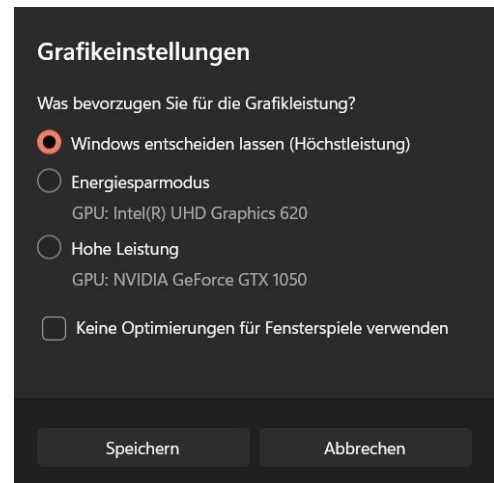 Grafikeinstellungen
Was bevorzugen Sie für die Grafikleistung?
Windows entscheiden lassen (Höchstleistung)
Energiesparmodus
GPU: Intel(R) UHD Graphics 620
Hohe Leistung
GPU: NVIDIA GeForce GTX 1050
Keine Optimierungen für Fensterspiele verwenden
Speichern Abbrechen